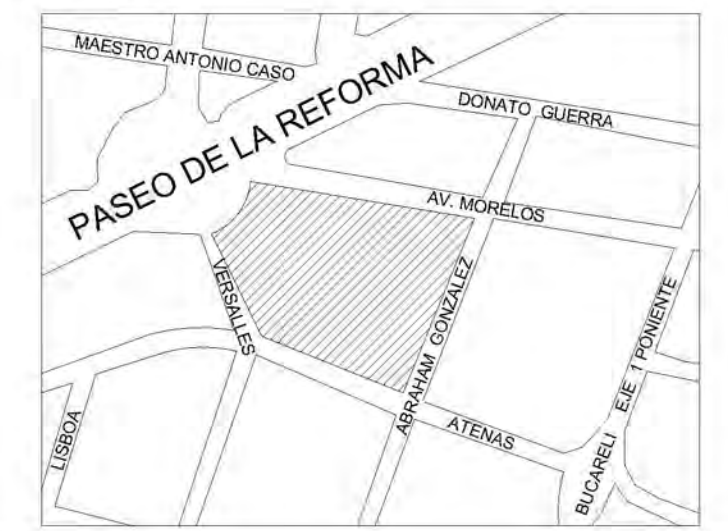 MAESTRO ANTONIO CASO
PASEO DE LA REFORMA
DONATO GUERRA
AV. MORELOS
VERSALLES
ABRAHAM GONZALEZ
EJE 1 PONIENTE
BUCARELI
ATENAS
LISBOA